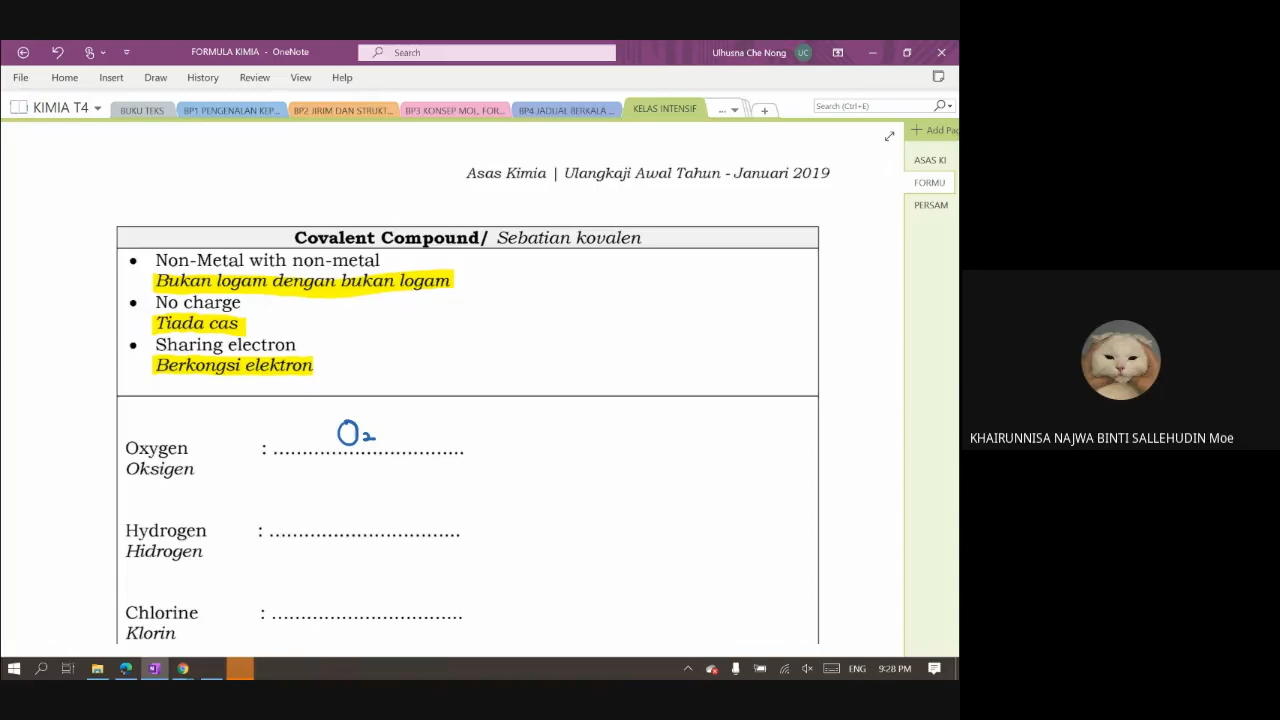 FORMULA KIMIA - OneNote
Search
Ulhusna Che Nong
UC
File Home Insert Draw History Review View Help
KIMIA T4
BUKU TEKS
BP1 PENGENALAN KEP...
BP2 JIRIM DAN STRUKT...
BP3 KONSEP MOL, FOR...
BP4 JADUAL BERKALA ...
KELAS INTENSIF
...
Search (Ctrl+E)
Add Pag
ASAS KI
FORMU
PERSAM
Asas Kimia | Ulangkaji Awal Tahun - Januari 2019
Covalent Compound/ Sebatian kovalen
• Non-Metal with non-metal
Bukan logam dengan bukan logam
• No charge
Tiada cas
• Sharing electron
Berkongsi elektron
O₂
Oxygen : .................................
Oksigen
Hydrogen : .................................
Hidrogen
Chlorine : .................................
Klorin
KHAIRUNNISA NAJWA BINTI SALLEHUDIN Moe
ENG
9:28 PM